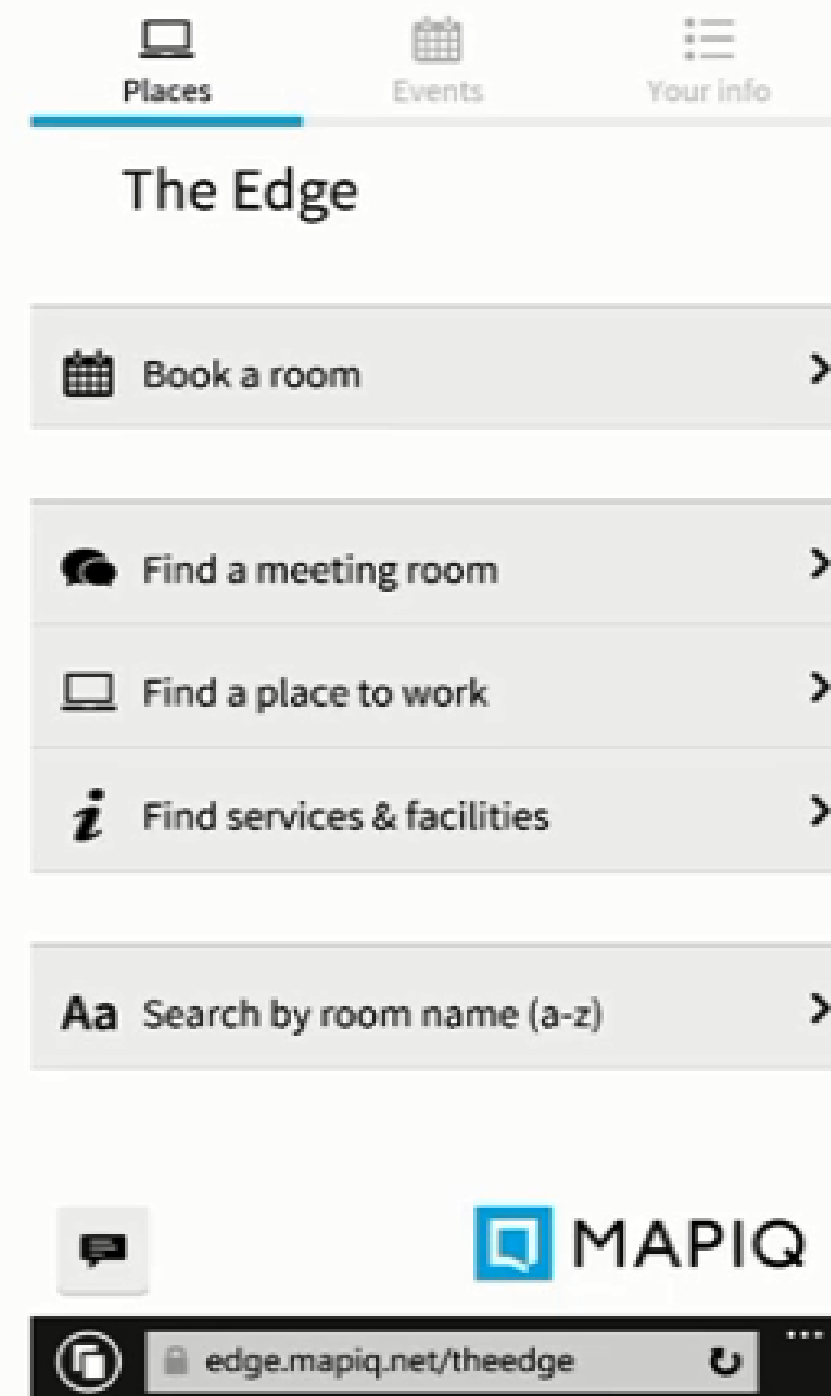 Places Events Your info
The Edge
Book a room
Find a meeting room
Find a place to work
Find services & facilities
Aa Search by room name (a-z)
MAPIQ
edge.mapiq.net/theedge